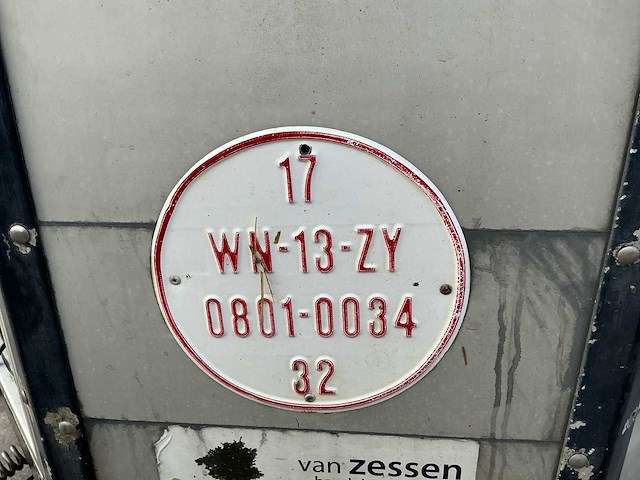 17
WN-13-ZY
0801-0034
32
van zessen